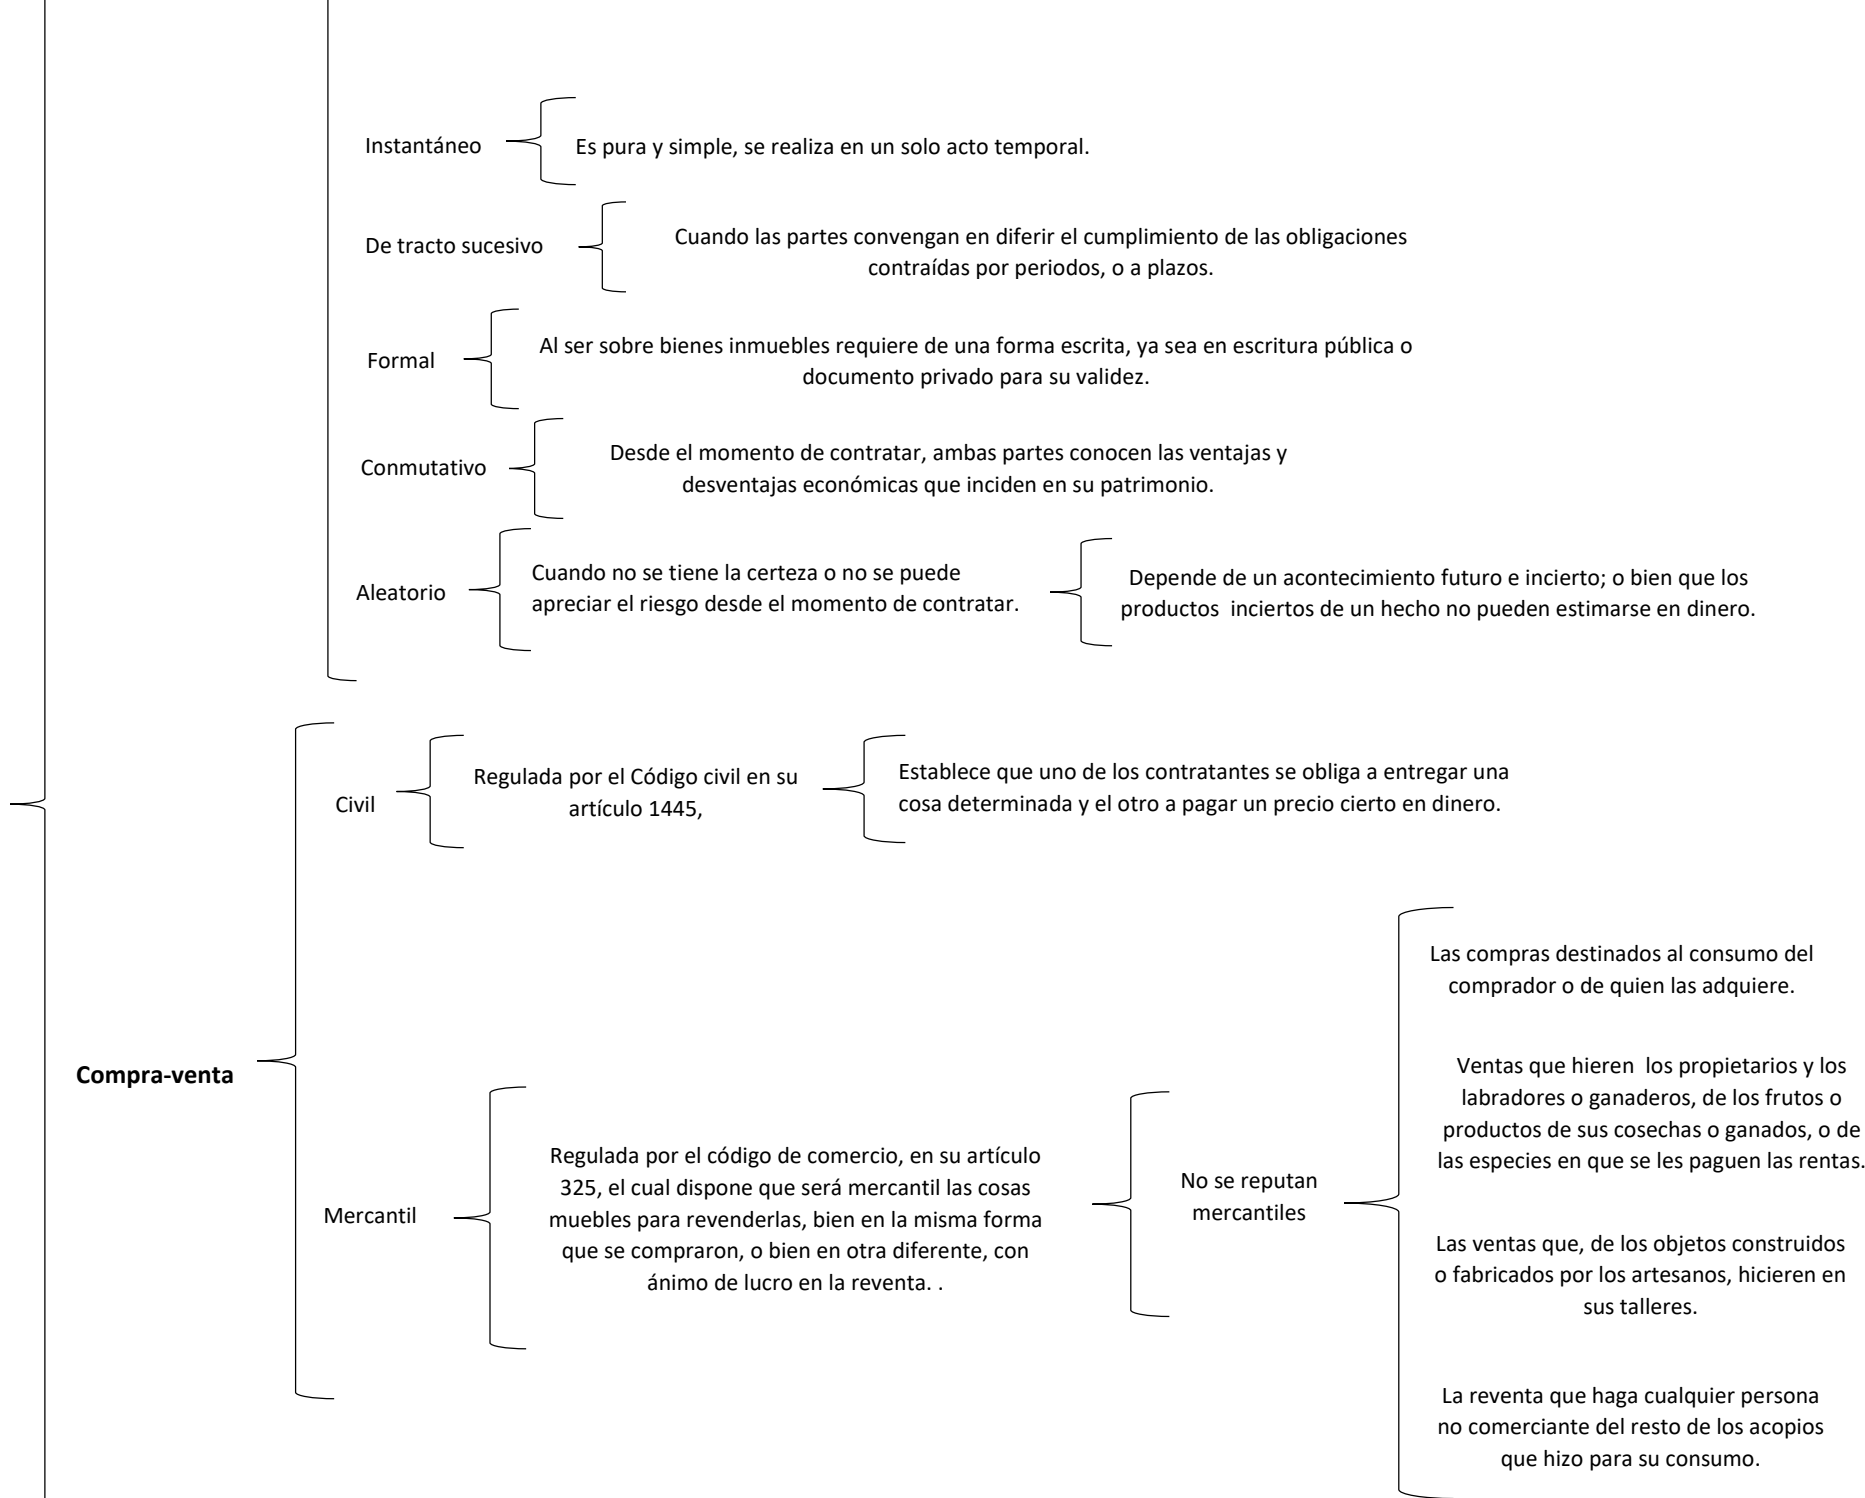 Instantáneo
Es pura y simple, se realiza en un solo acto temporal.
De tracto sucesivo
Cuando las partes convengan en diferir el cumplimiento de las obligaciones
contraídas por periodos, o a plazos.
Formal
Al ser sobre bienes inmuebles requiere de una forma escrita, ya sea en escritura pública o
documento privado para su validez.
Conmutativo
Desde el momento de contratar, ambas partes conocen las ventajas y
desventajas económicas que inciden en su patrimonio.
Aleatorio
Cuando no se tiene la certeza o no se puede
apreciar el riesgo desde el momento de contratar.
Depende de un acontecimiento futuro e incierto; o bien que los
productos  inciertos de un hecho no pueden estimarse en dinero.
Compra-venta
Civil
Regulada por el Código civil en su
artículo 1445,
Establece que uno de los contratantes se obliga a entregar una
cosa determinada y el otro a pagar un precio cierto en dinero.
Mercantil
Regulada por el código de comercio, en su artículo
325, el cual dispone que será mercantil las cosas
muebles para revenderlas, bien en la misma forma
que se compraron, o bien en otra diferente, con
ánimo de lucro en la reventa. .
No se reputan
mercantiles
Las compras destinados al consumo del
comprador o de quien las adquiere.
Ventas que hieren  los propietarios y los
labradores o ganaderos, de los frutos o
productos de sus cosechas o ganados, o de
las especies en que se les paguen las rentas.
Las ventas que, de los objetos construidos
o fabricados por los artesanos, hicieren en
sus talleres.
La reventa que haga cualquier persona
no comerciante del resto de los acopios
que hizo para su consumo.